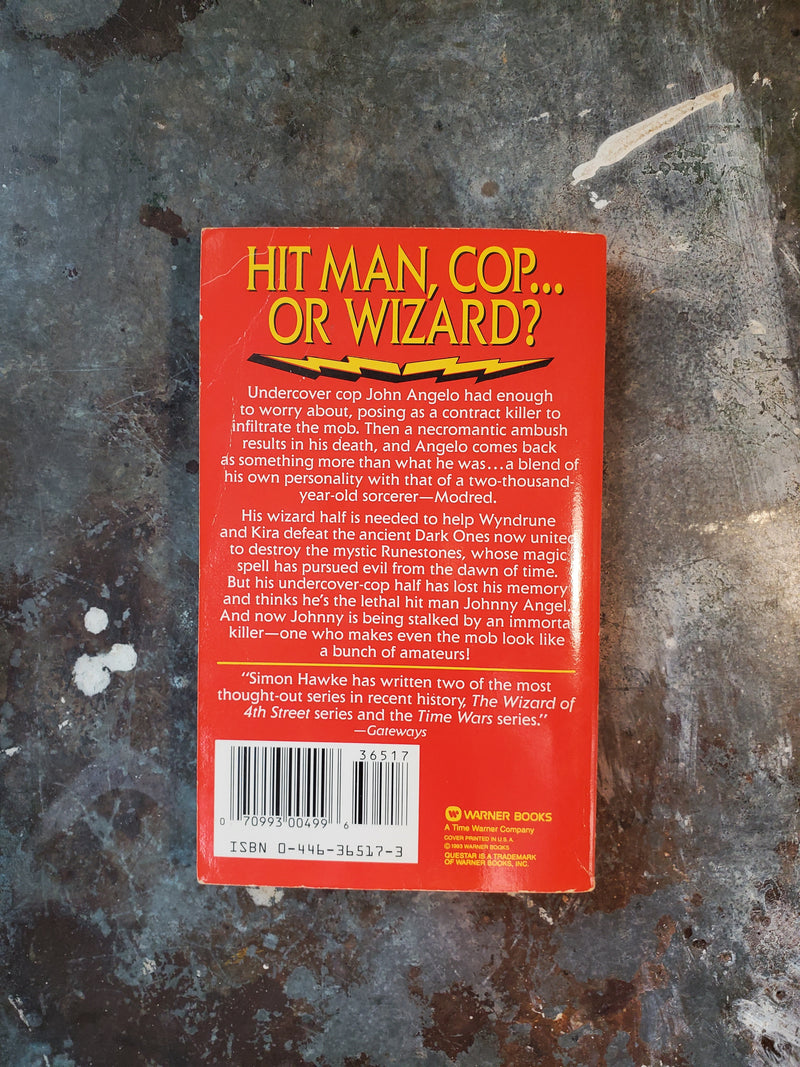 HIT MAN, COP...
OR WIZARD?
Undercover cop John Angelo had enough
to worry about, posing as a contract killer to
infiltrate the mob. Then a necromantic ambush
results in his death, and Angelo comes back
as something more than what he was...a blend of
his own personality with that of a two-thousand-
year-old sorcerer—Modred.
His wizard half is needed to help Wyndrune
and Kira defeat the ancient Dark Ones now united
to destroy the mystic Runestones, whose magic
spell has pursued evil from the dawn of time.
But his undercover-cop half has lost his memory
and thinks he's the lethal hit man Johnny Angel.
And now Johnny is being stalked by an immortal
killer—one who makes even the mob look like
a bunch of amateurs!
"Simon Hawke has written two of the most
thought-out series in recent history, The Wizard of
4th Street series and the Time Wars series."
—Gateways
36517
0 70993 00499 6
ISBN 0-446-36517-3
W WARNER BOOKS
A Time Warner Company
COVER PRINTED IN U.S.A.
© 1993 WARNER BOOKS
QUESTAR IS A TRADEMARK
OF WARNER BOOKS, INC.